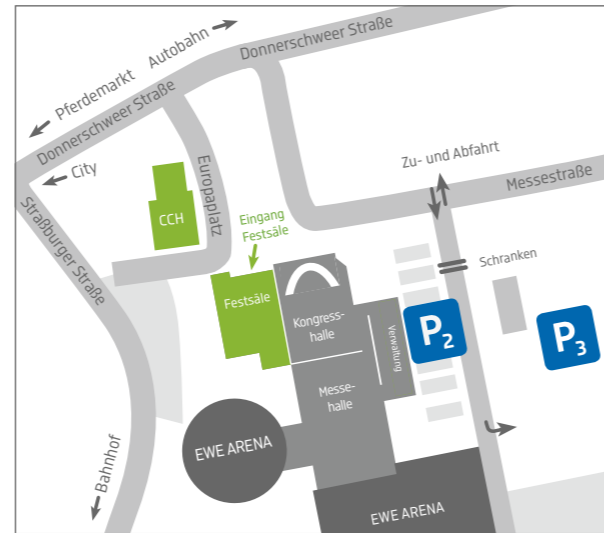 Donnerschweer Straße
Autobahn
Pferdemarkt
Donnerschweer Straße
City
Europaplatz
CCH
Zu- und Abfahrt
Messestraße
Straßburger Straße
Eingang
Festsäle
Schranken
Festsäle
Kongress-
halle
Verwaltung
P2
P3
Messe-
halle
EWE ARENA
Bahnhof
EWE ARENA